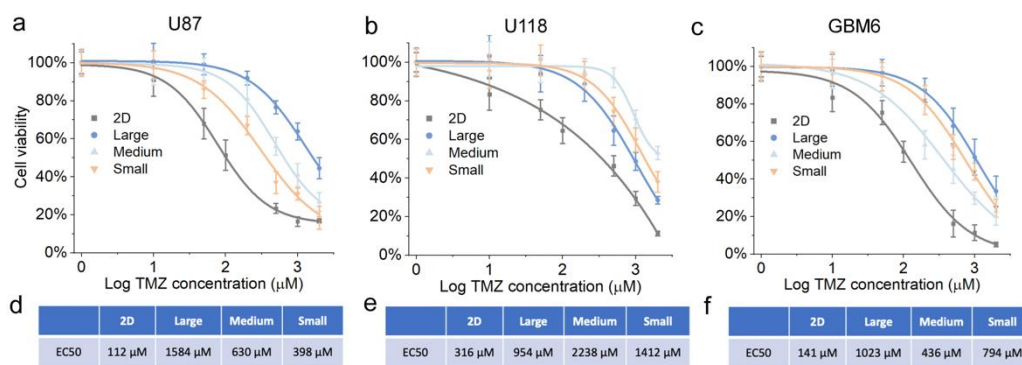 a U87
Cell viability
100%
80%
60%
40%
20%
0%
2D
Large
Medium
Small
0 1 2 3
Log TMZ concentration (μM)
b U118
100%
80%
60%
40%
20%
0%
2D
Large
Medium
Small
0 1 2 3
Log TMZ concentration (μM)
c GBM6
100%
80%
60%
40%
20%
0%
2D
Large
Medium
Small
0 1 2 3
Log TMZ concentration (μM)
d
2D Large Medium Small
EC50 112 μM 1584 μM 630 μM 398 μM
e
2D Large Medium Small
EC50 316 μM 954 μM 2238 μM 1412 μM
f
2D Large Medium Small
EC50 141 μM 1023 μM 436 μM 794 μM